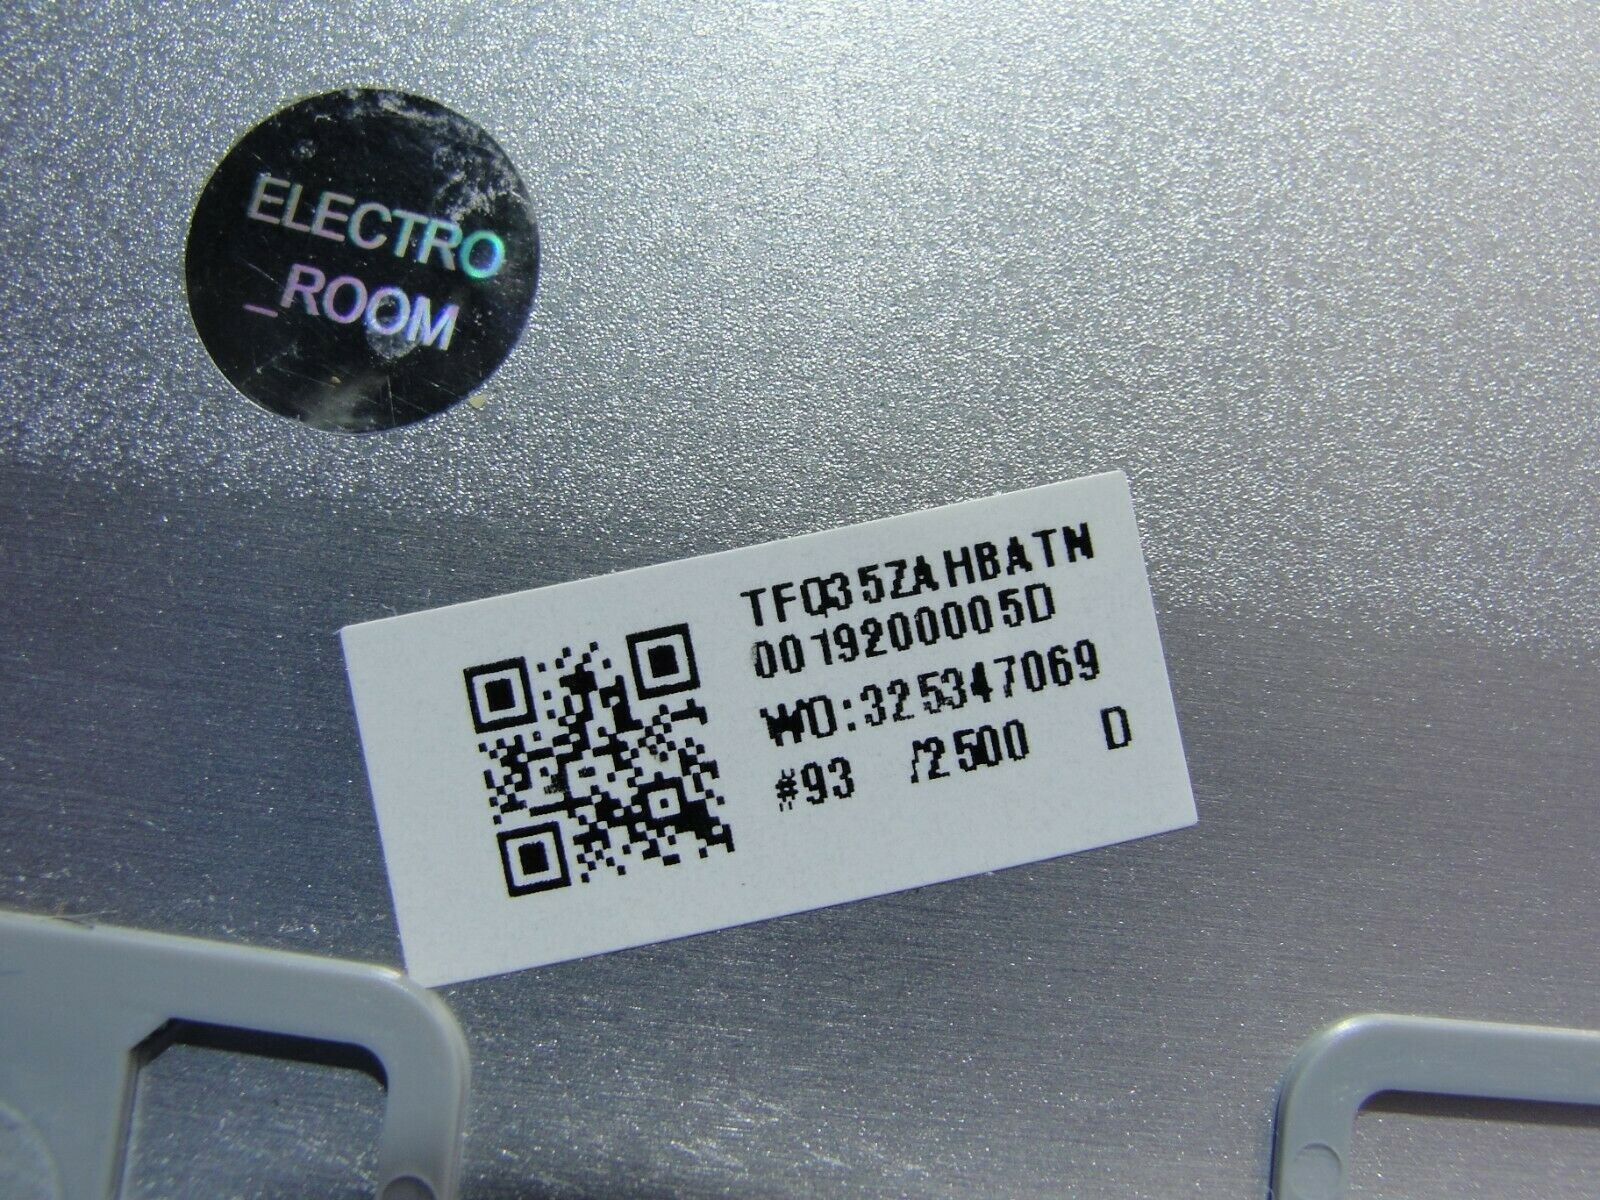 ELECTRO
_ROOM
TFQ35ZAHBATN
0019200005D
WO:325347069
#93 /2500 D